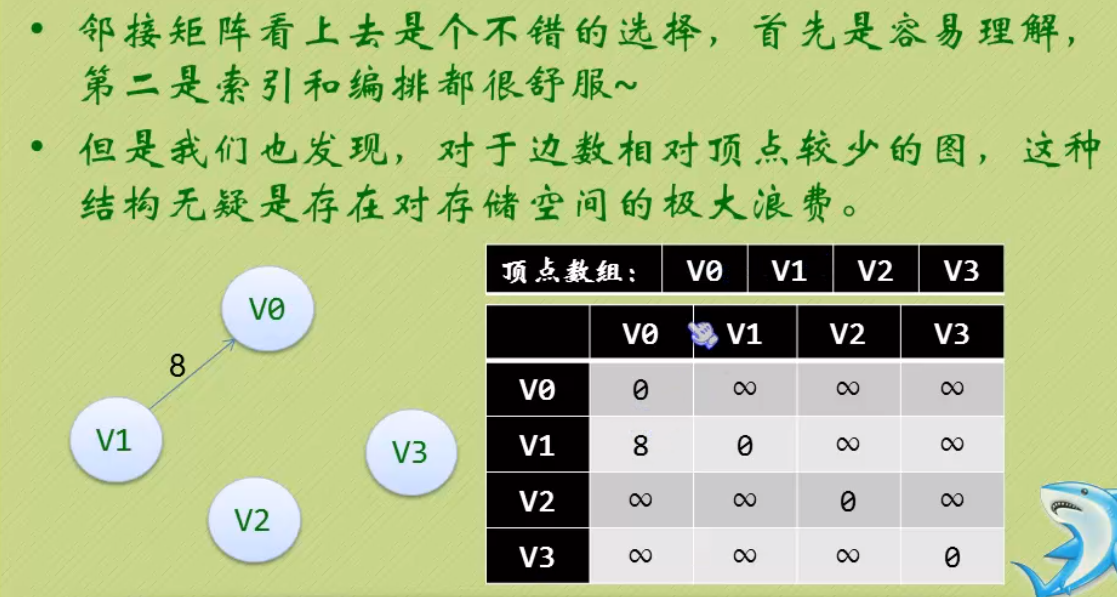 • 邻接矩阵看上去是个不错的选择，首先是容易理解，
第二是索引和编排都很舒服~
• 但是我们也发现，对于边数相对顶点较少的图，这种
结构无疑是存在对存储空间的极大浪费。
顶点数组： V0 V1 V2 V3
V0
8
V1
V3
V2
V0 V1 V2 V3
V0 0 ∞ ∞ ∞
V1 8 0 ∞ ∞
V2 ∞ ∞ 0 ∞
V3 ∞ ∞ ∞ 0